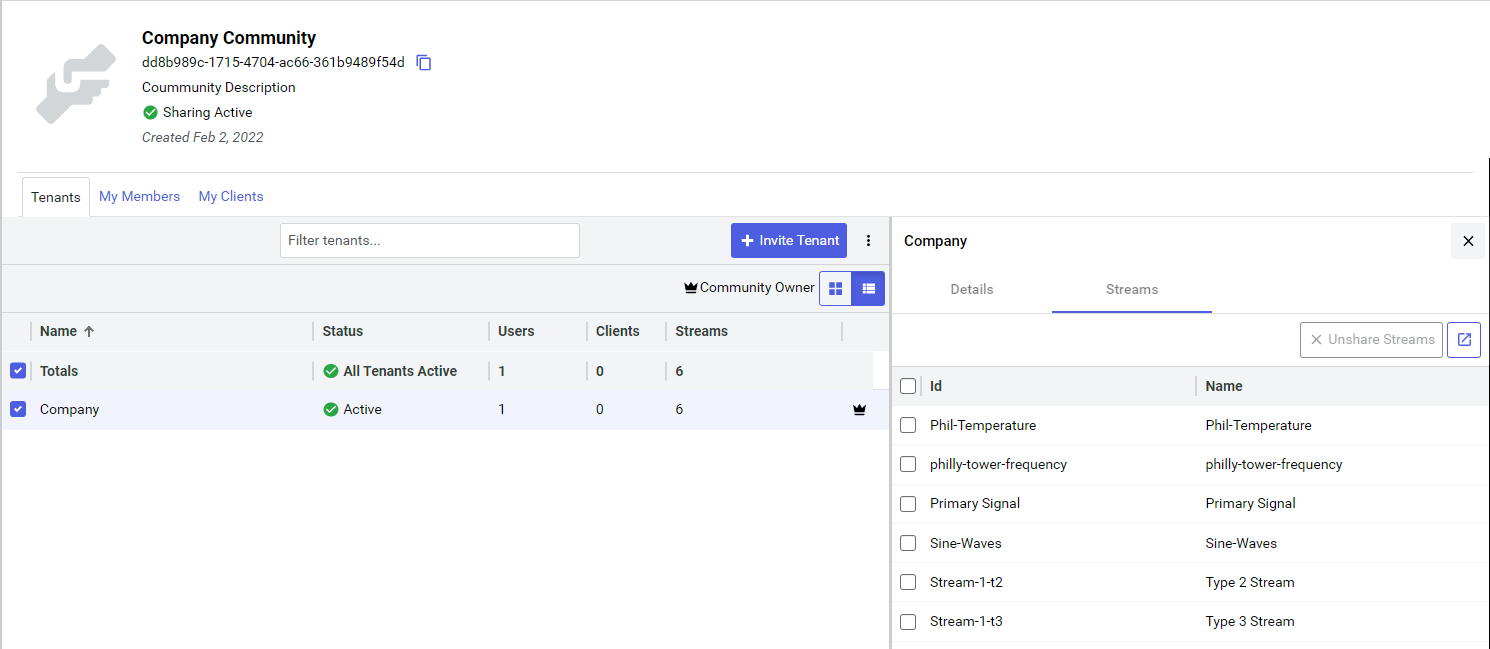 Company Community
dd8b989c-1715-4704-ac66-361b9489f54d
Coummunity Description
Sharing Active
Created Feb 2, 2022
Tenants My Members My Clients
Filter tenants... Invite Tenant
Community Owner
Name Status Users Clients Streams
Totals All Tenants Active 1 0 6
Company Active 1 0 6
Company
Details Streams
Unshare Streams
Id Name
Phil-Temperature Phil-Temperature
philly-tower-frequency philly-tower-frequency
Primary Signal Primary Signal
Sine-Waves Sine-Waves
Stream-1-t2 Type 2 Stream
Stream-1-t3 Type 3 Stream